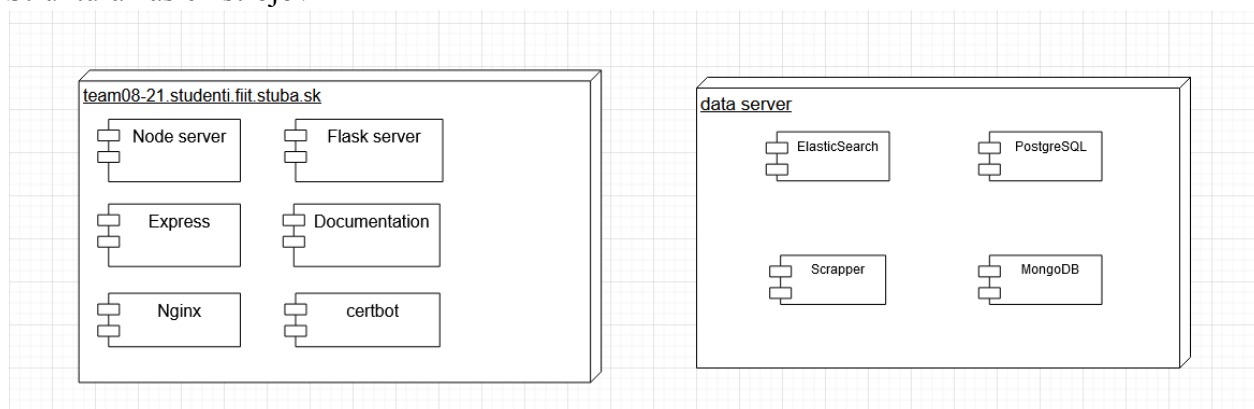 team08-21.studenti.fiit.stuba.sk
Node server
Flask server
Express
Documentation
Nginx
certbot
data server
ElasticSearch
PostgreSQL
Scrapper
MongoDB